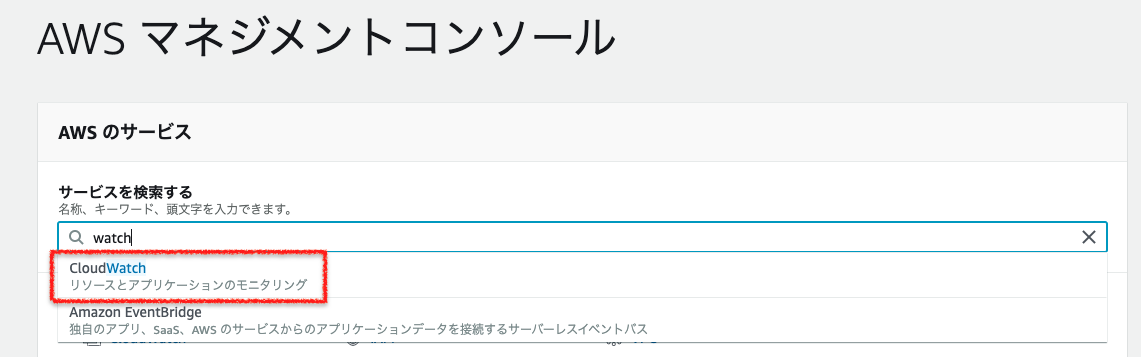 AWS マネジメントコンソール
AWS のサービス
サービスを検索する
名称、キーワード、頭文字を入力できます。
watch
CloudWatch
リソースとアプリケーションのモニタリング
Amazon EventBridge
独自のアプリ、SaaS、AWS のサービスからのアプリケーションデータを接続するサーバーレスイベントバス